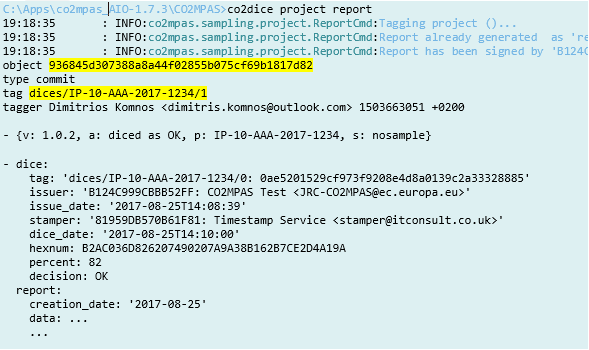 C:\Apps\co2mpas_AIO-1.7.3\CO2MPAS>co2dice project report
19:18:35       : INFO:co2mpas.sampling.project.ReportCmd:Tagging project ()...
19:18:35       : INFO:co2mpas.sampling.project.ReportCmd:Report already generated  as 're
19:18:35       : INFO:co2mpas.sampling.project.ReportCmd:Report has been signed by 'B124C
object 936845d307388a8a44f02855b075cf69b1817d82
type commit
tag dices/IP-10-AAA-2017-1234/1
tagger Dimitrios Komnos <dimitris.komnos@outlook.com> 1503663051 +0200
- {v: 1.0.2, a: diced as OK, p: IP-10-AAA-2017-1234, s: nosample}
- dice:
    tag: 'dices/IP-10-AAA-2017-1234/0: 0ae5201529cf973f9208e4d8a0139c2a33328885'
    issuer: 'B124C999CBBB52FF: CO2MPAS Test <JRC-CO2MPAS@ec.europa.eu>'
    issue_date: '2017-08-25T14:08:39'
    stamper: '81959DB570B61F81: Timestamp Service <stamper@itconsult.co.uk>'
    dice_date: '2017-08-25T14:10:00'
    hexnum: B2AC036D826207490207A9A38B162B7CE2D4A19A
    percent: 82
    decision: OK
  report:
    creation_date: '2017-08-25'
    data: ...
    ...